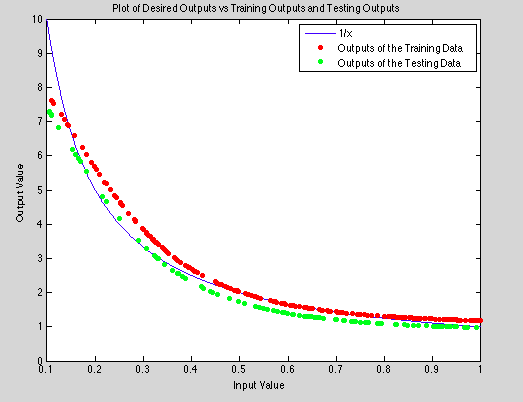 Plot of Desired Outputs vs Training Outputs and Testing Outputs
1/x
Outputs of the Training Data
Outputs of the Testing Data
Output Value
10
9
8
7
6
5
4
3
2
1
0
0.1 0.2 0.3 0.4 0.5 0.6 0.7 0.8 0.9 1
Input Value